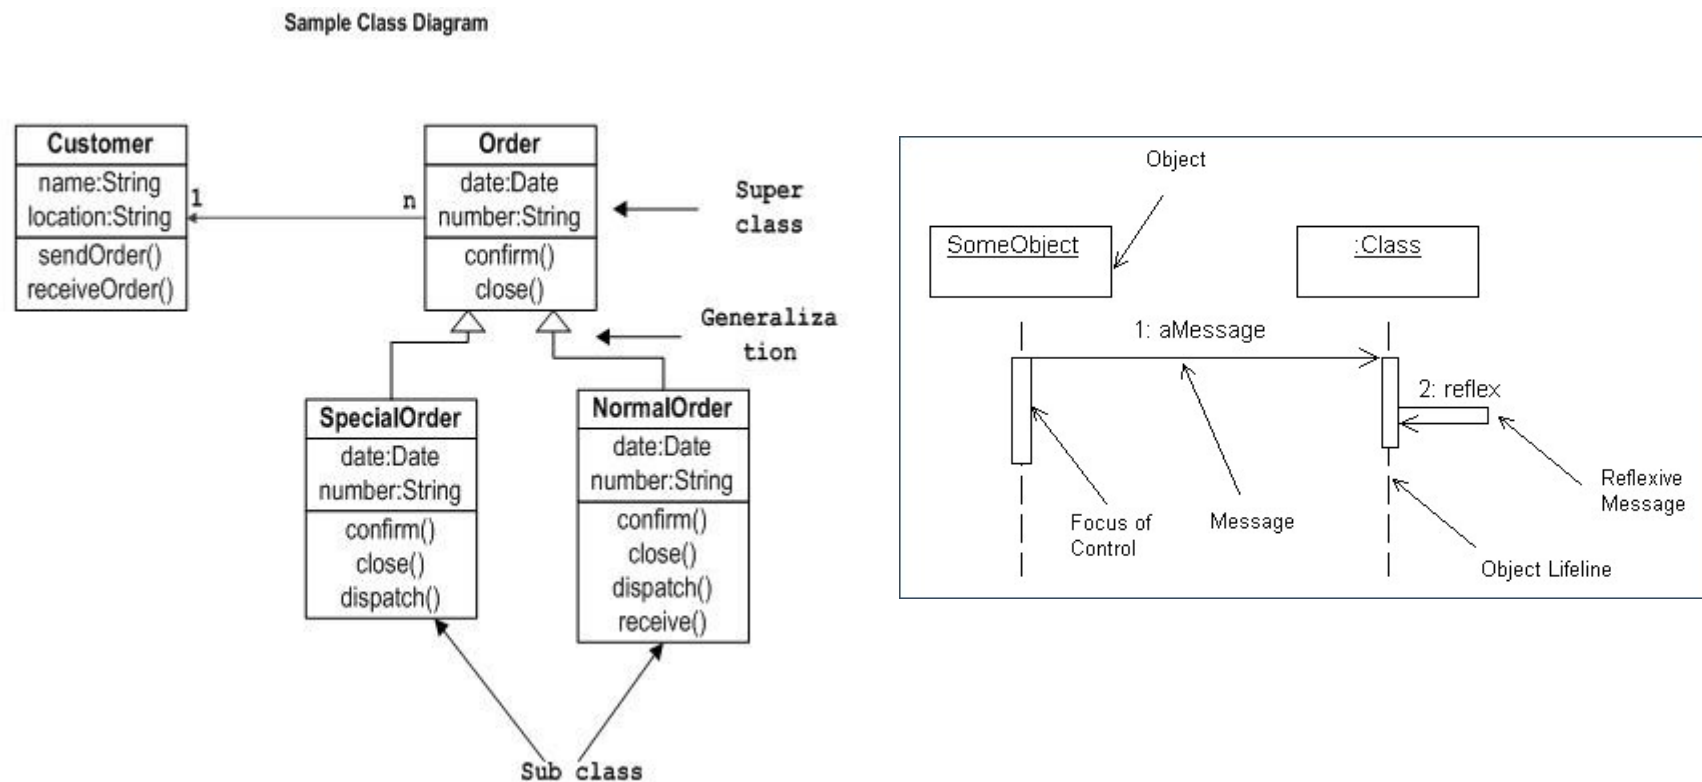 Sample Class Diagram
Customer
name:String
location:String
sendOrder()
receiveOrder()
1
n
Order
date:Date
number:String
confirm()
close()
Super
class
Generaliza
tion
SpecialOrder
date:Date
number:String
confirm()
close()
dispatch()
NormalOrder
date:Date
number:String
confirm()
close()
dispatch()
receive()
Sub class
Object
SomeObject
:Class
1: aMessage
2: reflex
Focus of
Control
Message
Reflexive
Message
Object Lifeline